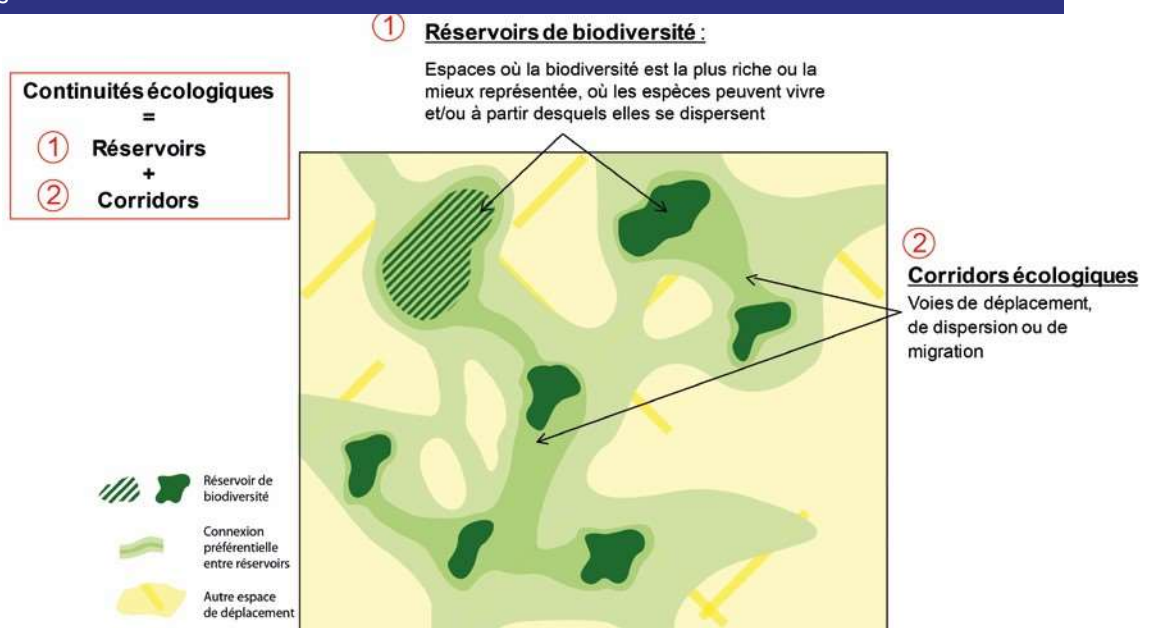 ① Réservoirs de biodiversité :
Espaces où la biodiversité est la plus riche ou la
mieux représentée, où les espèces peuvent vivre
et/ou à partir desquels elles se dispersent
Continuités écologiques
=
① Réservoirs
+
② Corridors
②
Corridors écologiques
Voies de déplacement,
de dispersion ou de
migration
Réservoir de
biodiversité
Connexion
préférentielle
entre réservoirs
Autre espace
de déplacement